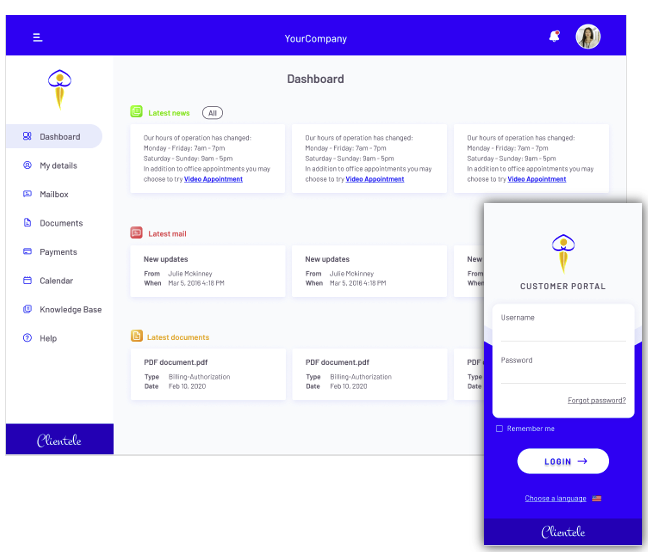 YourCompany
Dashboard
My details
Mailbox
Documents
Payments
Calendar
Knowledge Base
Help
Clientele
Dashboard
Latest news All
Our hours of operation has changed:
Monday - Friday: 7am - 7pm
Saturday - Sunday: 9am - 5pm
In addition to office appointments you may
choose to try Video Appointment
Our hours of operation has changed:
Monday - Friday: 7am - 7pm
Saturday - Sunday: 9am - 5pm
In addition to office appointments you may
choose to try Video Appointment
Our hours of operation has changed:
Monday - Friday: 7am - 7pm
Saturday - Sunday: 9am - 5pm
In addition to office appointments you may
choose to try Video Appointment
Latest mail
New updates
From Julie Mckinney
When Mar 5, 2016 4:18 PM
New updates
From Julie Mckinney
When Mar 5, 2016 4:18 PM
New
From
When
Latest documents
PDF document.pdf
Type Billing-Authorization
Date Feb 10, 2020
PDF document.pdf
Type Billing-Authorization
Date Feb 10, 2020
PDF
Type
Date
CUSTOMER PORTAL
Username
Password
Forgot password?
Remember me
LOGIN →
Choose a language
Clientele